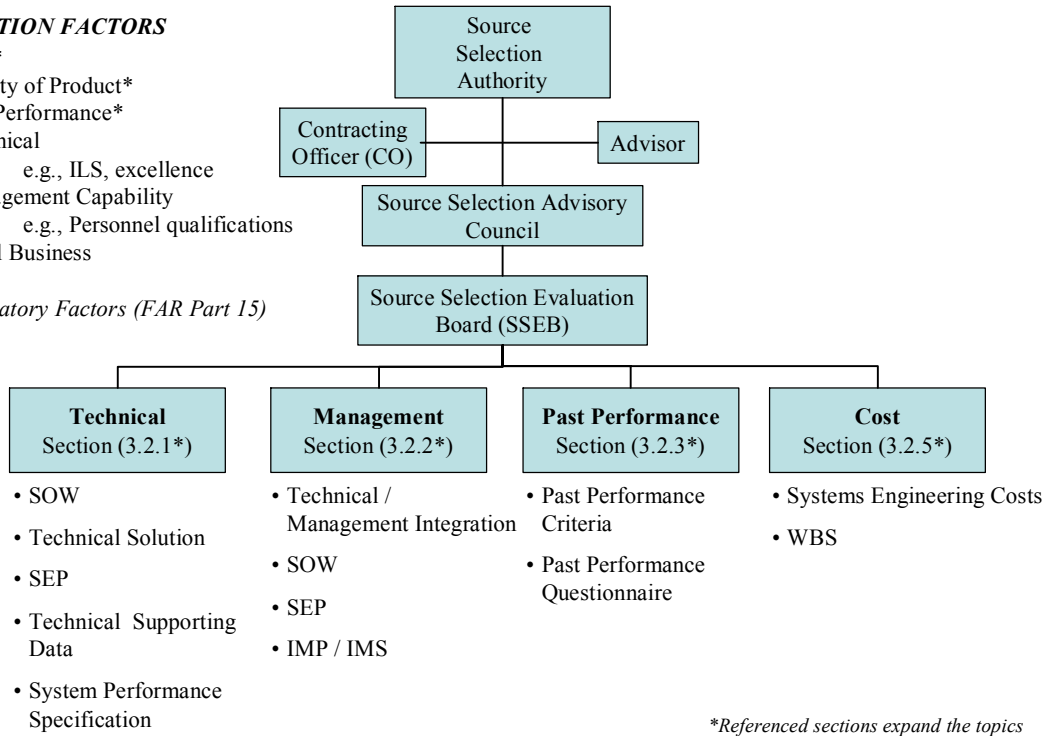 TION FACTORS
*
ty of Product*
Performance*
nical
e.g., ILS, excellence
gement Capability
e.g., Personnel qualifications
l Business
atory Factors (FAR Part 15)
Source
Selection
Authority
Contracting
Officer (CO)
Advisor
Source Selection Advisory
Council
Source Selection Evaluation
Board (SSEB)
Technical
Section (3.2.1*)
• SOW
• Technical Solution
• SEP
• Technical Supporting
Data
• System Performance
Specification
Management
Section (3.2.2*)
• Technical /
Management Integration
• SOW
• SEP
• IMP / IMS
Past Performance
Section (3.2.3*)
• Past Performance
Criteria
• Past Performance
Questionnaire
Cost
Section (3.2.5*)
• Systems Engineering Costs
• WBS
*Referenced sections expand the topics